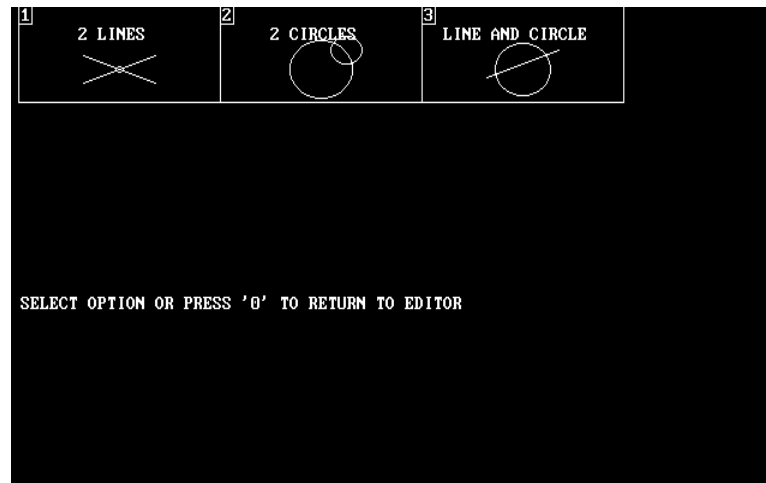 1
2 LINES
2
2 CIRCLES
3
LINE AND CIRCLE
SELECT OPTION OR PRESS '0' TO RETURN TO EDITOR